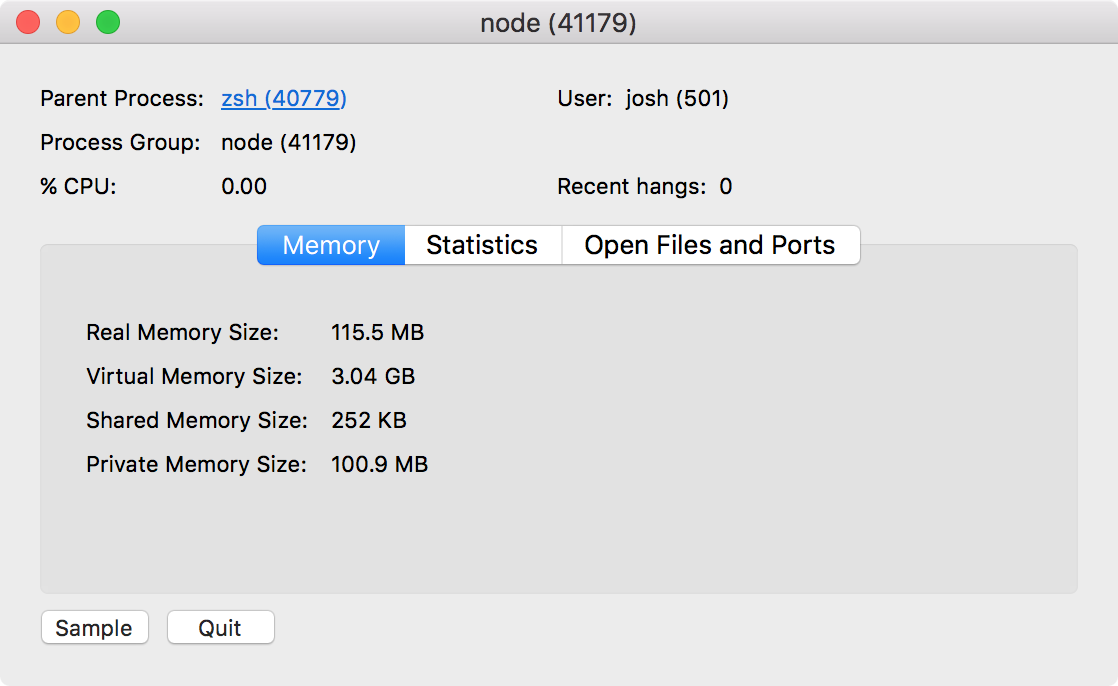 node (41179)
Parent Process: zsh (40779) User: josh (501)
Process Group: node (41179)
% CPU: 0.00 Recent hangs: 0
Memory Statistics Open Files and Ports
Real Memory Size: 115.5 MB
Virtual Memory Size: 3.04 GB
Shared Memory Size: 252 KB
Private Memory Size: 100.9 MB
Sample Quit